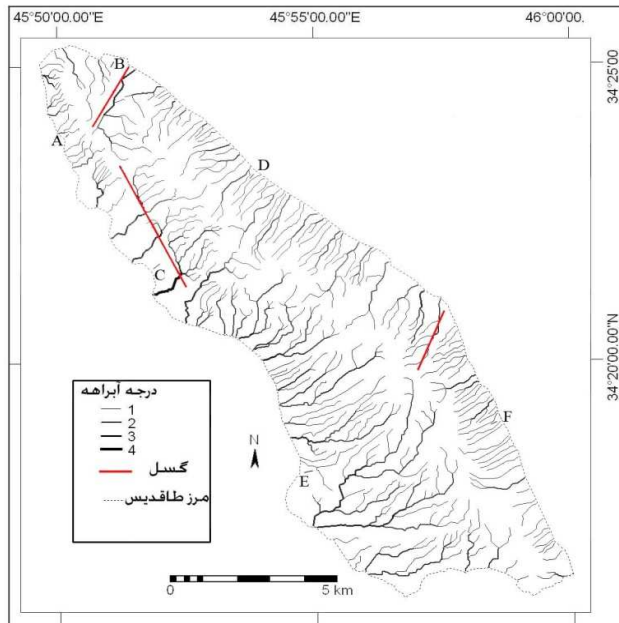 45°50'00.00"E
45°55'00.00"E
46°00'00.
34°25'00
34°20'00.00"N
A
B
C
D
E
F
درجه آبراهه
1
2
3
4
گسل
مرز طاقدیس
N
0
5 km